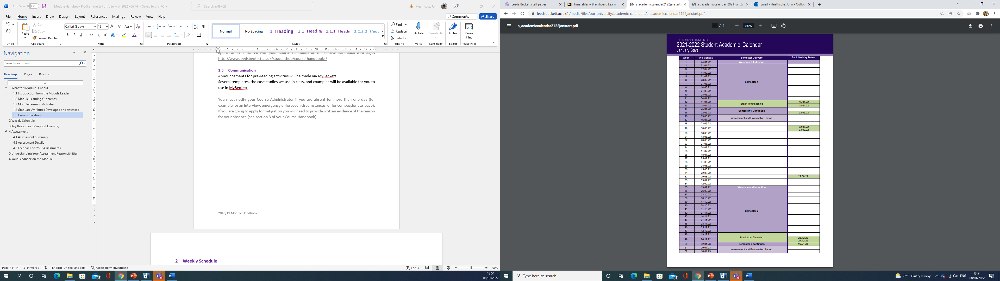 AutoSave Off Module Handbook ProGramme & Portfolio Mgt_2022_v06 JH - Saved to this PC Search (Alt+Q) Heathcote, John
File Home Insert Draw Design Layout References Mailings Review View Help Comments Share
Paste Cut Copy Format Painter
Calibri (Body) 12
Normal No Spacing 1 Heading 1.1 Heading 1.1.1 Headir 1.1.1.1 Heac
Find Replace Select Dictate Sensitivity Editor Reuse Files
Undo Clipboard Font Paragraph Styles Editing Voice Sensitivity Editor Reuse Files
Navigation
Search document
Headings Pages Results
1 What this Module is About
1.1 Introduction from the Module Leader
1.2 Module Learning Outcomes
1.3 Module Learning Activities
1.4 Graduate Attributes Developed and Assessed
1.5 Communication
2 Weekly Schedule
3 Key Resources to Support Learning
4 Assessment
4.1 Assessment Summary
4.2 Assessment Details
4.3 Feedback on Your Assessments
5 Understanding Your Assessment Responsibilities
6 Your Feedback on the Module
Specification is located with your Course Handbook on the Course Handbook web page.
http://www.leedsbeckett.ac.uk/studenthub/course-handbooks/
1.5 Communication
Announcements for pre-reading activities will be made via MyBeckett.
Several templates, the case studies we use in class, and examples will be available for you to
use in MyBeckett.
You must notify your Course Administrator if you are absent for more than one day (for
example for an interview, emergency unforeseen circumstances, or for compassionate leave).
If you are going to apply for mitigation you will need to provide written evidence of the reason
for your absence (see section 3 of your Course Handbook).
2018/19 Module Handbook 5
2 Weekly Schedule
Page 7 of 14 3114 words English (United Kingdom) Accessibility: Investigate Focus 100%
13:54
08/01/2022
Leeds Beckett staff pages Timetables – Blackboard Learn s_academiccalendar2122janstart. sgacademiccalendar_2021_jansta Email - Heathcote, John - Outloo
leedsbeckett.ac.uk/-/media/files/our-university/academic-calendars/s_academiccalendar2122janstart.pdf
s_academiccalendar2122janstart.pdf 1 / 1 80%
LEEDS BECKETT UNIVERSITY
2021-2022 Student Academic Calendar
January Start
Week w/c Monday Semester Delivery Bank Holiday Dates
1 24.01.22 Welcome & Induction
2 31.01.22
3 07.02.22
4 14.02.22
5 21.02.22
6 28.02.22 Semester 1
7 07.03.22
8 14.03.22
9 21.03.22
10 28.03.22
11 04.04.22
12 11.04.22 Break from teaching 15.04.22
13 18.04.22 18.04.22
14 25.04.22 Semester 1 Continues
15 02.05.22 02.05.22
16 09.05.22 Assessment and Examination Period
17 16.05.22
18 23.05.22
19 30.05.22 02.06.22
03.02.22
20 06.06.22
21 13.06.22
22 20.06.22
23 27.06.22
24 04.07.22
25 11.07.22
26 18.07.22
27 25.07.22
28 01.08.22
29 08.08.22
30 15.08.22
31 22.08.22
32 29.08.22 29.08.22
33 05.09.22
34 12.09.22
35 19.09.22 Welcome and Induction
36 26.09.22
37 03.10.22
38 10.10.22
39 17.10.22
40 24.10.22
41 31.10.22 Semester 2
42 07.11.22
43 14.11.22
44 21.11.22
45 28.11.22
46 05.12.22
47 12.12.22
48 19.12.22 Break from Teaching
49 26.12.22 26.12.22
27.12.22
50 02.01.23 Semester 2 continues 02.01.23
51 09.01.23 Assessment and Examination Period
52 16.01.23
Type here to search 6°C Partly sunny ENG
13:54
08/01/2022